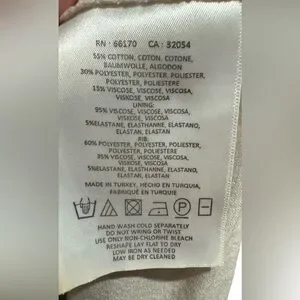 RN : 66170 CA : 32054
55% COTTON, COTON, COTONE,
BAUMWOLLE, ALGODON
30% POLYESTER, POLYESTER, POLIESTER,
POLYESTERE, POLIESTERE
15% VISCOSE, VISCOSE, VISCOSA,
VISKOSE, VISCOSA
LINING:
95% VISCOSE, VISCOSE, VISCOSA,
VISKOSE, VISCOSA
5%ELASTANE, ELASTHANNE, ELASTANO,
ELASTAN, ELASTAN
RIB:
60% POLYESTER, POLYESTER, POLIESTER,
POLYESTERE, POLIESTERE
35% VISCOSE, VISCOSE, VISCOSA,
VISKOSE, VISCOSA
5%ELASTANE, ELASTHANNE, ELASTANO,
ELASTAN, ELASTAN
MADE IN TURKEY, HECHO EN TURQUIA,
FABRIQUÉ EN TURQUIE
P
HAND WASH COLD SEPARATELY
DO NOT WRING OR TWIST
USE ONLY NON-CHLORINE BLEACH
RESHAPE LAY FLAT TO DRY
LOW IRON AS NEEDED
MAY BE DRY CLEANED